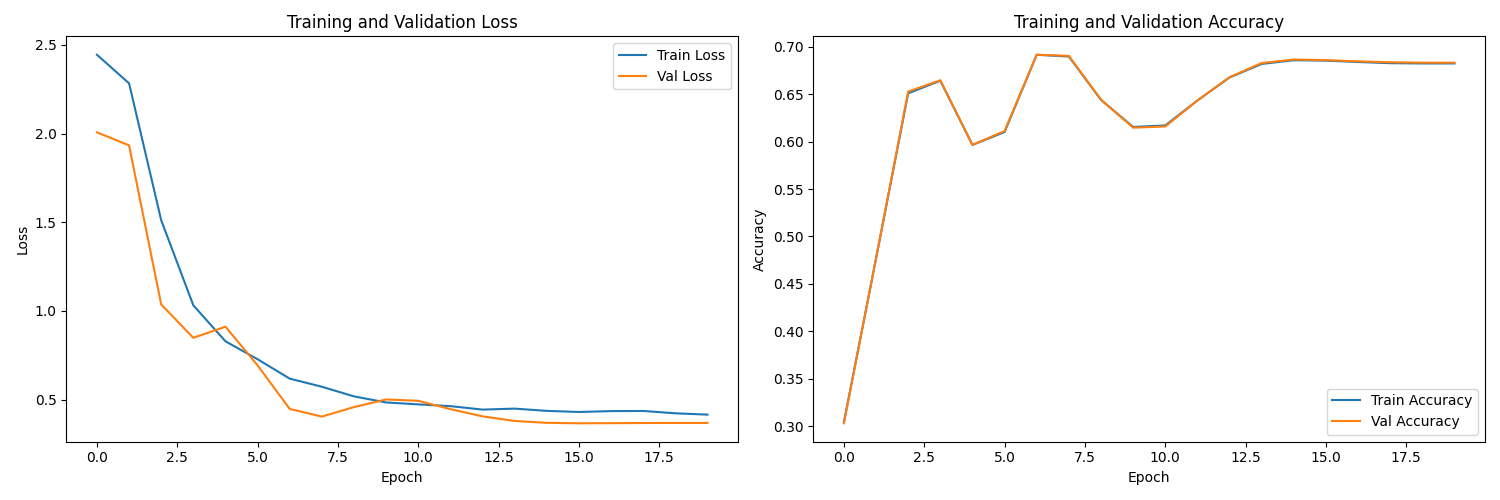 Training and Validation Loss
2.5
2.0
1.5
1.0
0.5
Loss
Train Loss
Val Loss
0.0 2.5 5.0 7.5 10.0 12.5 15.0 17.5
Epoch
Training and Validation Accuracy
0.70
0.65
0.60
0.55
0.50
0.45
0.40
0.35
0.30
Accuracy
Train Accuracy
Val Accuracy
0.0 2.5 5.0 7.5 10.0 12.5 15.0 17.5
Epoch